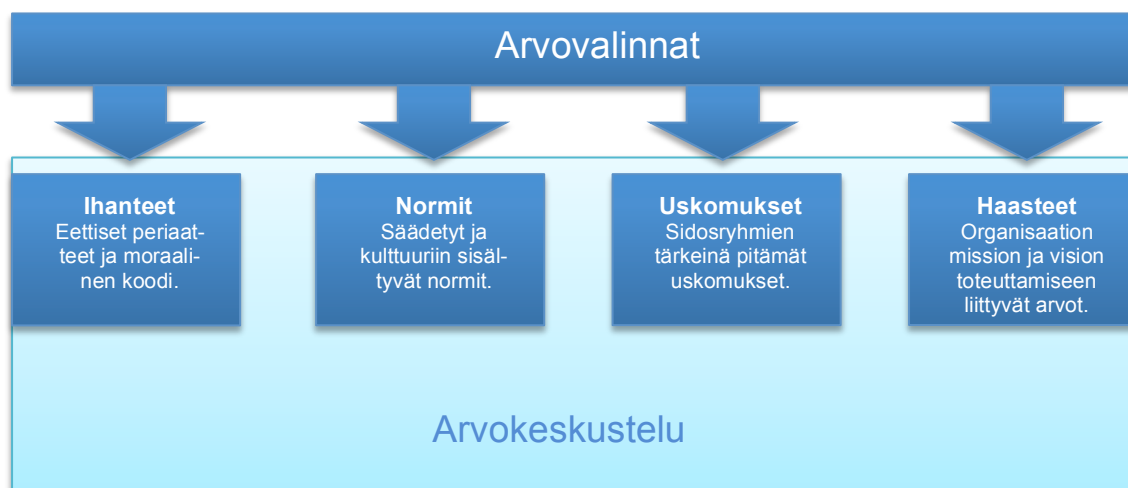 Arvovalinnat
Ihanteet
Eettiset periaat-
teet ja moraali-
nen koodi.
Normit
Säädetyt ja
kulttuuriin sisäl-
tyvät normit.
Uskomukset
Sidosryhmien
tärkeinä pitämät
uskomukset.
Haasteet
Organisaation
mission ja vision
toteuttamiseen
liittyvät arvot.
Arvokeskustelu